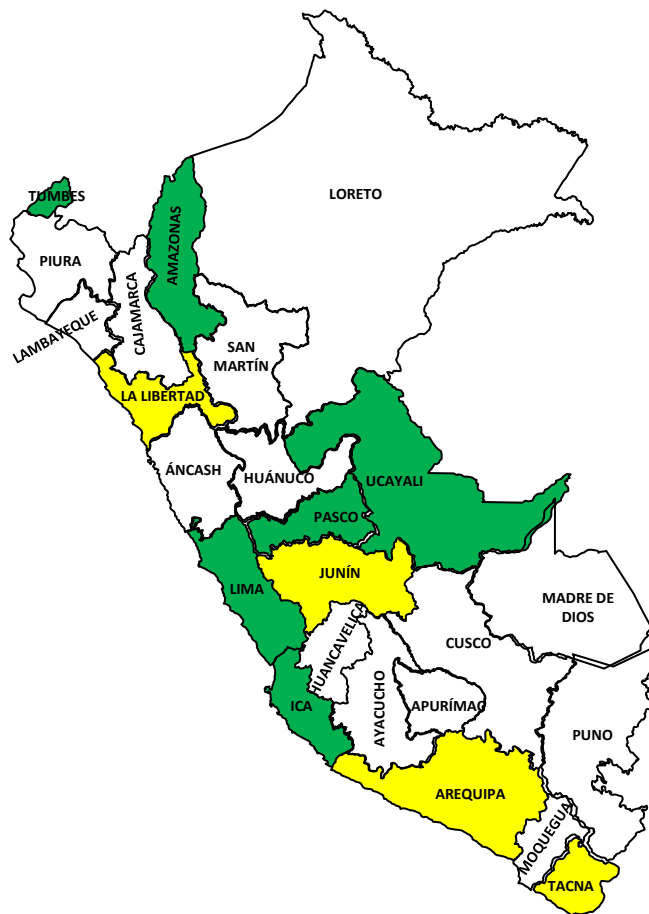 TUMBES
LORETO
AMAZONAS
PIURA
CAJAMARCA
LAMBAYEQUE
SAN
MARTÍN
LA LIBERTAD
ÁNCASH
HUÁNUCO
UCAYALI
PASCO
JUNÍN
LIMA
MADRE DE
DIOS
HUANCAVELICA
CUSCO
ICA
AYACUCHO
APURÍMAC
PUNO
AREQUIPA
MOQUEGUA
TACNA